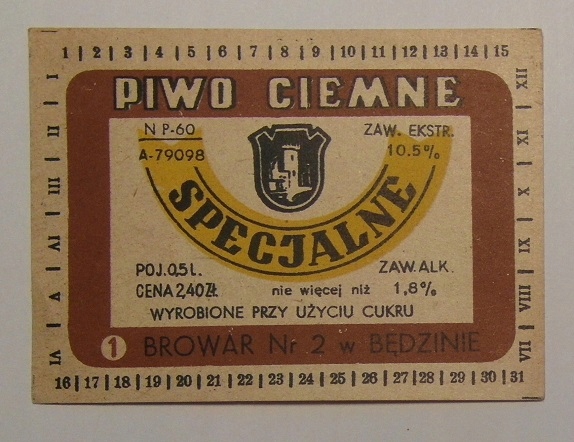 1 | 2 | 3 | 4 | 5 | 6 | 7 | 8 | 9 | 10 | 11 | 12 | 13 | 14 | 15
I | II | III | IV | V | VI
XII | IX | X | XI | VIII | VII
PIWO CIEMNE
N P-60
A-79098
ZAW. EKSTR.
10.5%
SPECJALNE
POJ. 0,5 L.
CENA 2,40 ZŁ
ZAW. ALK.
nie więcej niż 1,8%
WYROBIONE PRZY UŻYCIU CUKRU
1 BROWAR Nr 2 w BĘDZINIE
16 | 17 | 18 | 19 | 20 | 21 | 22 | 23 | 24 | 25 | 26 | 27 | 28 | 29 | 30 | 31